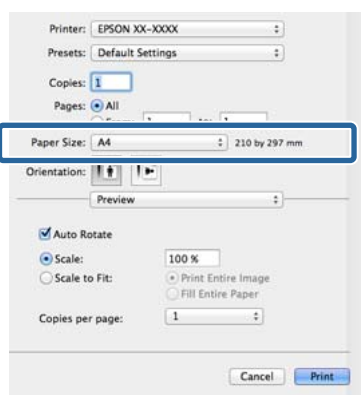 Printer: EPSON XX-XXXX
Presets: Default Settings
Copies: 1
Pages: All
Paper Size: A4 210 by 297 mm
Orientation:
Preview
Auto Rotate
Scale: 100 %
Scale to Fit: Print Entire Image
Fill Entire Paper
Copies per page: 1
Cancel Print